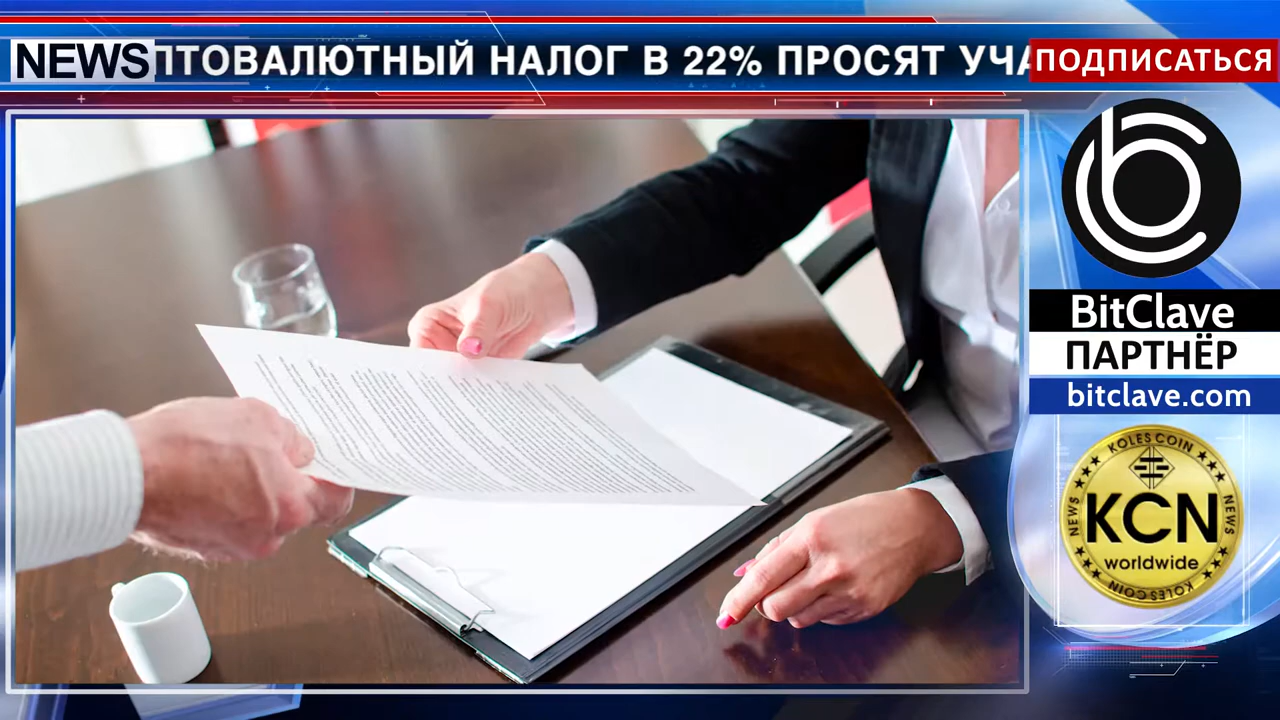 NEWS
ПТОВАЛЮТНЫЙ НАЛОГ В 22% ПРОСЯТ УЧА
ПОДПИСАТЬСЯ
BitClave
ПАРТНЁР
bitclave.com
KOLES COIN
NEWS
KCN
NEWS
worldwide
KOLES COIN